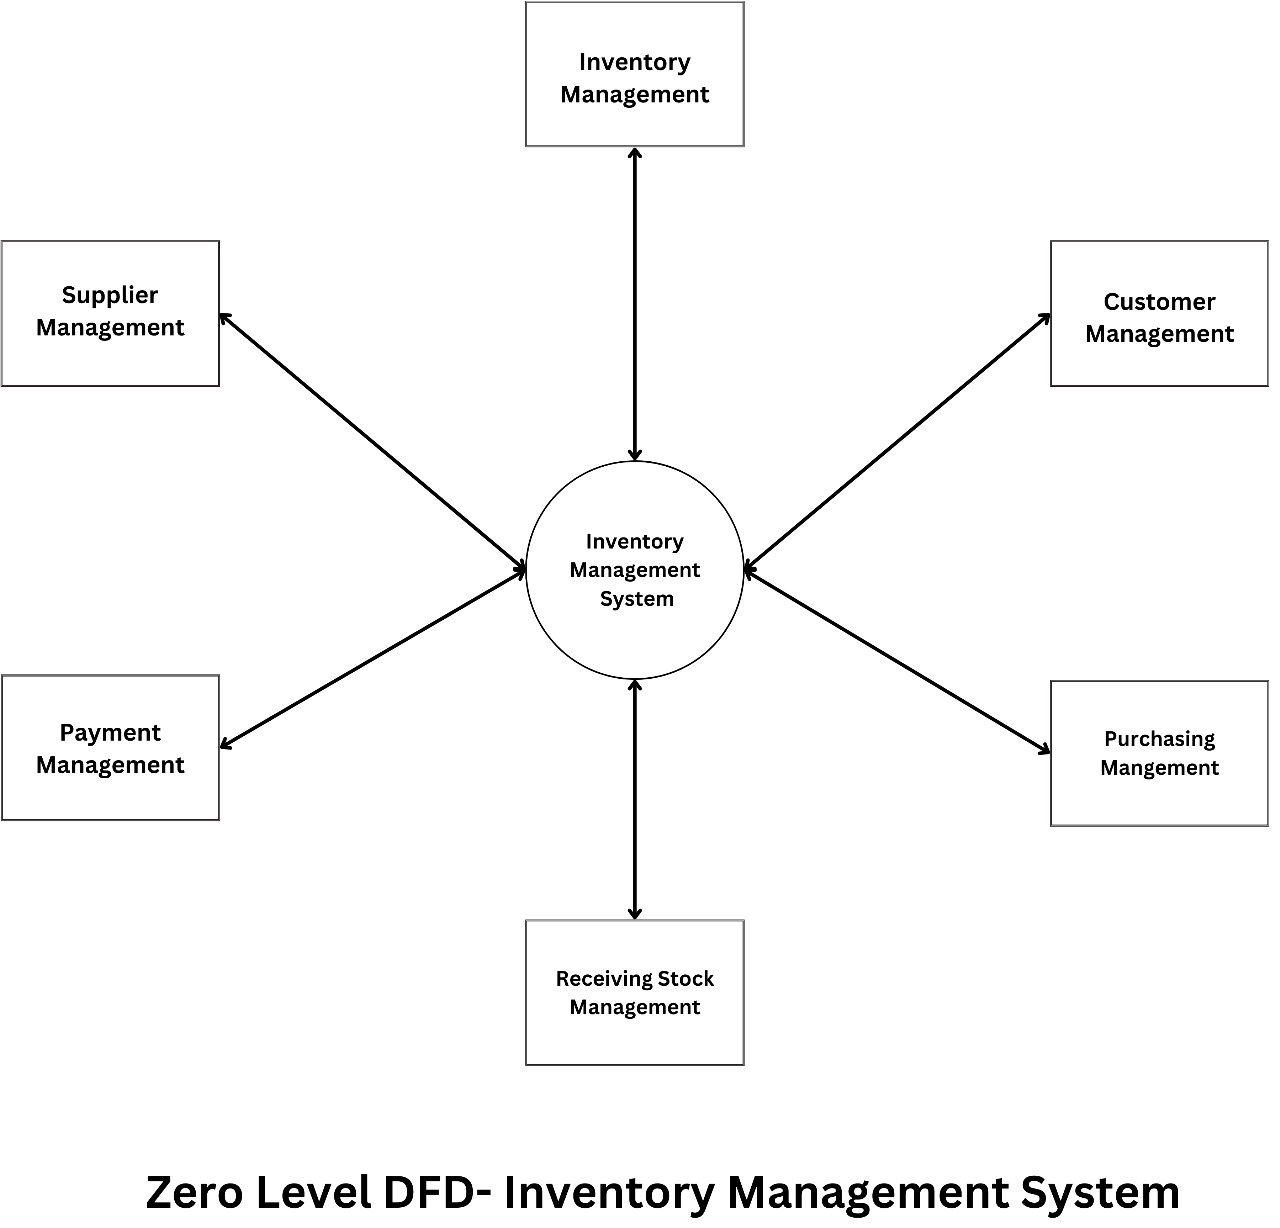 Inventory
Management
Supplier
Management
Customer
Management
Inventory
Management
System
Payment
Management
Purchasing
Mangement
Receiving Stock
Management
Zero Level DFD- Inventory Management System